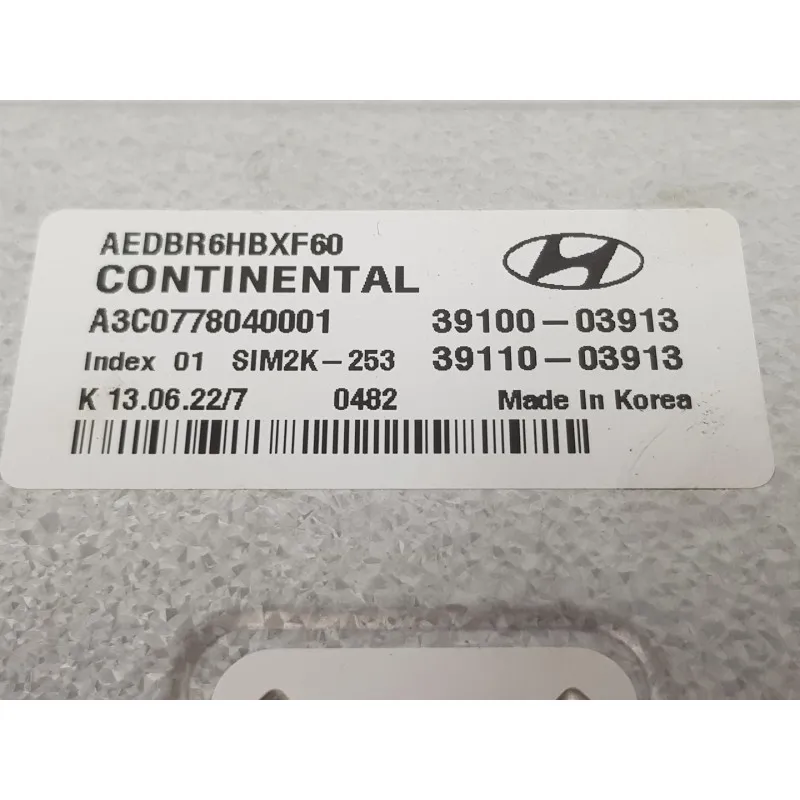 AEDBR6HBXF60
CONTINENTAL
A3C0778040001 39100-03913
Index 01 SIM2K-253 39110-03913
K 13.06.22/7 0482 Made In Korea